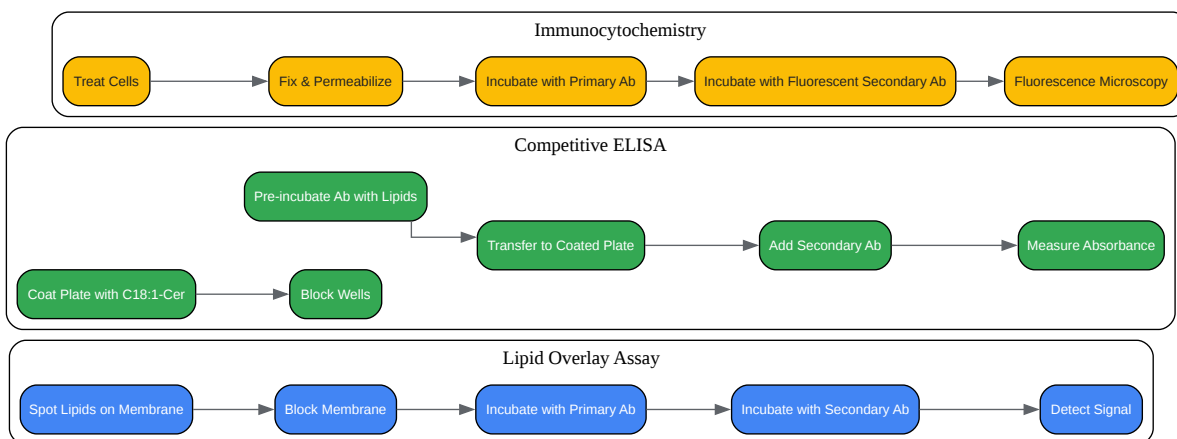 Immunocytochemistry
Treat Cells
Fix & Permeabilize
Incubate with Primary Ab
Incubate with Fluorescent Secondary Ab
Fluorescence Microscopy
Competitive ELISA
Pre-incubate Ab with Lipids
Transfer to Coated Plate
Add Secondary Ab
Measure Absorbance
Coat Plate with C18:1-Cer
Block Wells
Lipid Overlay Assay
Spot Lipids on Membrane
Block Membrane
Incubate with Primary Ab
Incubate with Secondary Ab
Detect Signal